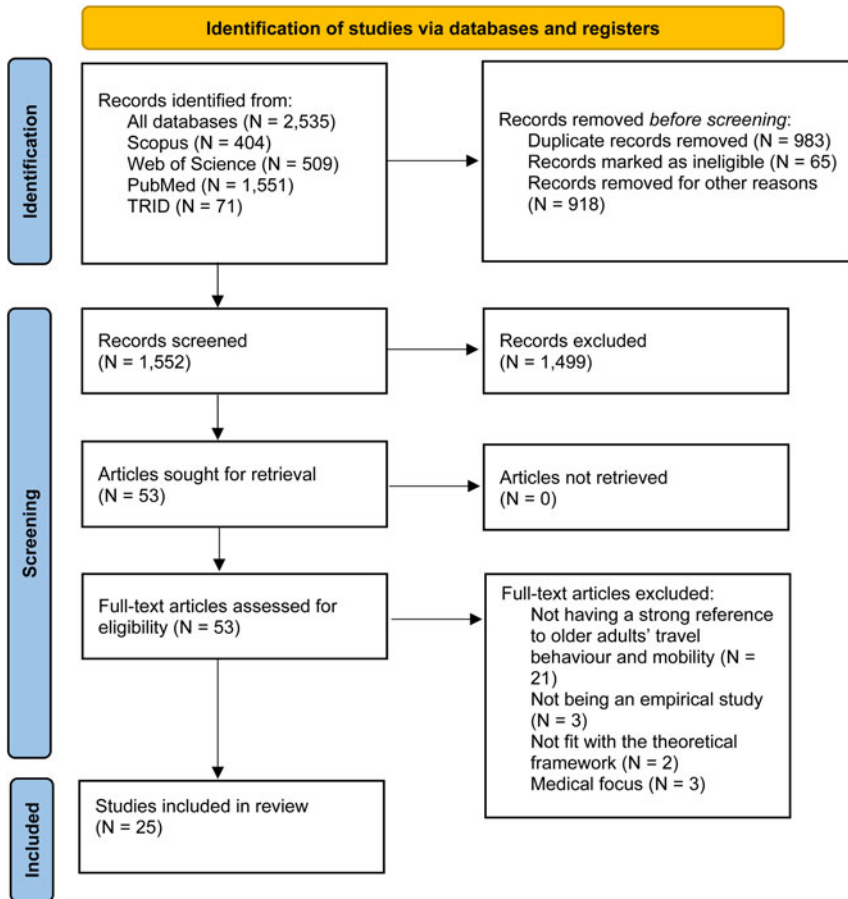 Identification of studies via databases and registers
Identification
Records identified from:
All databases (N = 2,535)
Scopus (N = 404)
Web of Science (N = 509)
PubMed (N = 1,551)
TRID (N = 71)
Records removed before screening:
Duplicate records removed (N = 983)
Records marked as ineligible (N = 65)
Records removed for other reasons
(N = 918)
Screening
Records screened
(N = 1,552)
Records excluded
(N = 1,499)
Articles sought for retrieval
(N = 53)
Articles not retrieved
(N = 0)
Full-text articles assessed for
eligibility (N = 53)
Full-text articles excluded:
Not having a strong reference
to older adults’ travel
behaviour and mobility (N =
21)
Not being an empirical study
(N = 3)
Not fit with the theoretical
framework (N = 2)
Medical focus (N = 3)
Included
Studies included in review
(N = 25)